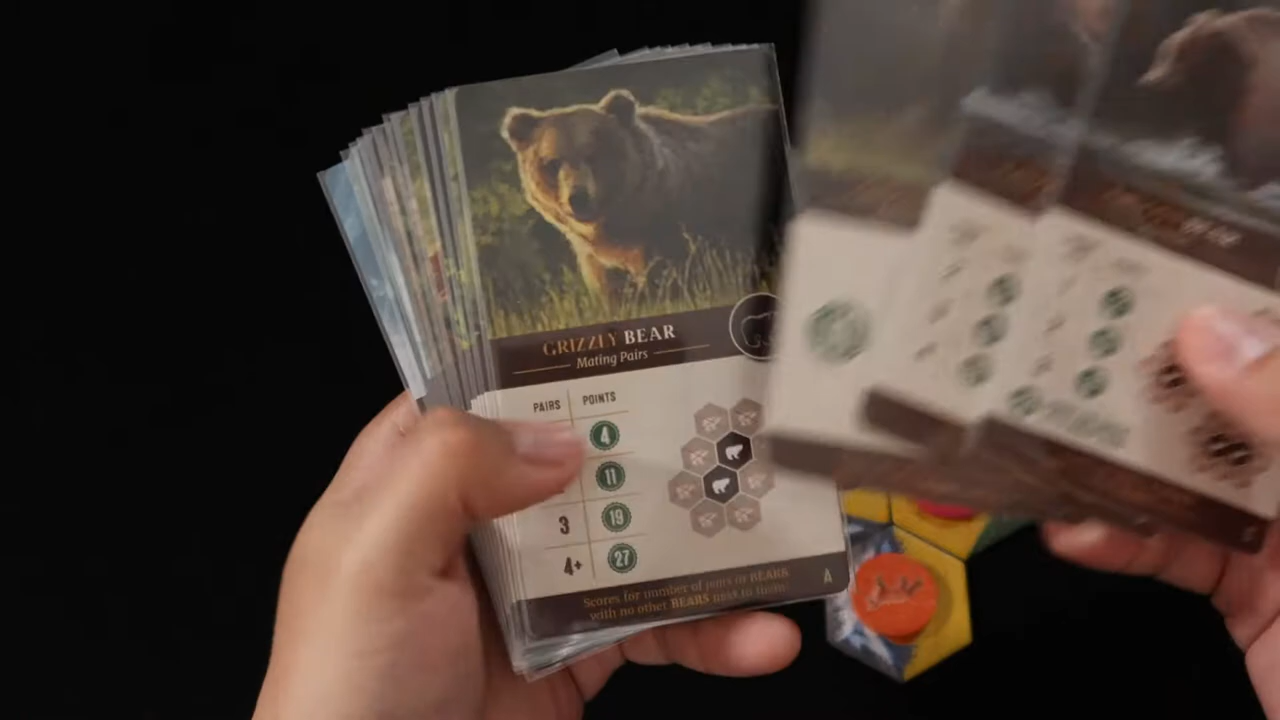 GRIZZLY BEAR
Mating Pairs
PAIRS POINTS
4
11
3 19
4+ 27
Scores for number of pairs of BEARS
with no other BEARS next to them.
A
BEAR